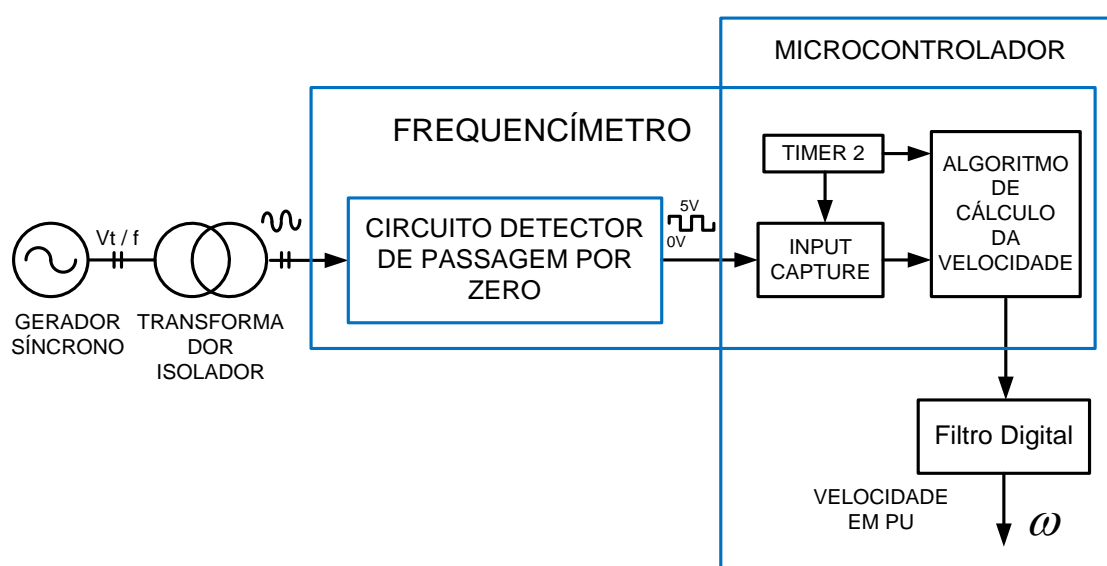 MICROCONTROLADOR
FREQUENCÍMETRO
TIMER 2
ALGORITMO
DE
CÁLCULO
DA
VELOCIDADE
5V
0V
CIRCUITO DETECTOR
DE PASSAGEM POR
ZERO
INPUT
CAPTURE
Vt / f
GERADOR
SÍNCRONO
TRANSFORMA
DOR
ISOLADOR
Filtro Digital
VELOCIDADE
EM PU
ω